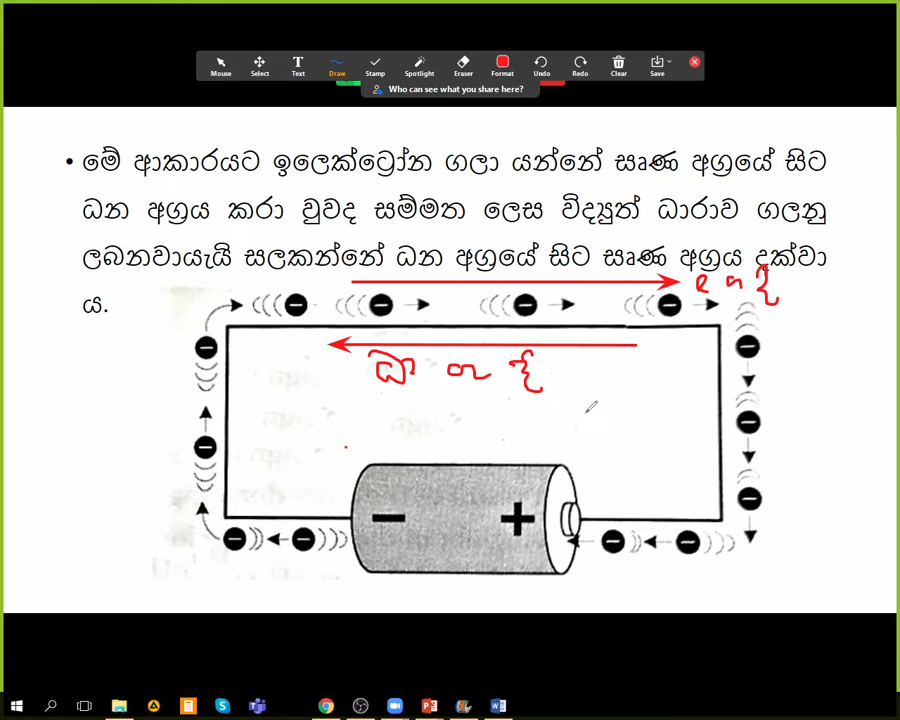 Mouse Select Text Draw Stamp Spotlight Eraser Format Undo Redo Clear Save
Who can see what you share here?
• මේ ආකාරයට ඉලෙක්ට්‍රෝන ගලා යන්නේ සෘණ අග්‍රයේ සිට
ධන අග්‍රය කරා වුවද සම්මත ලෙස විද්‍යුත් ධාරාව ගලනු
ලබනවායැයි සලකන්නේ ධන අග්‍රයේ සිට සෘණ අග්‍රය දක්වා
ය.
ඉ ග දි
ධා ග දි
− +